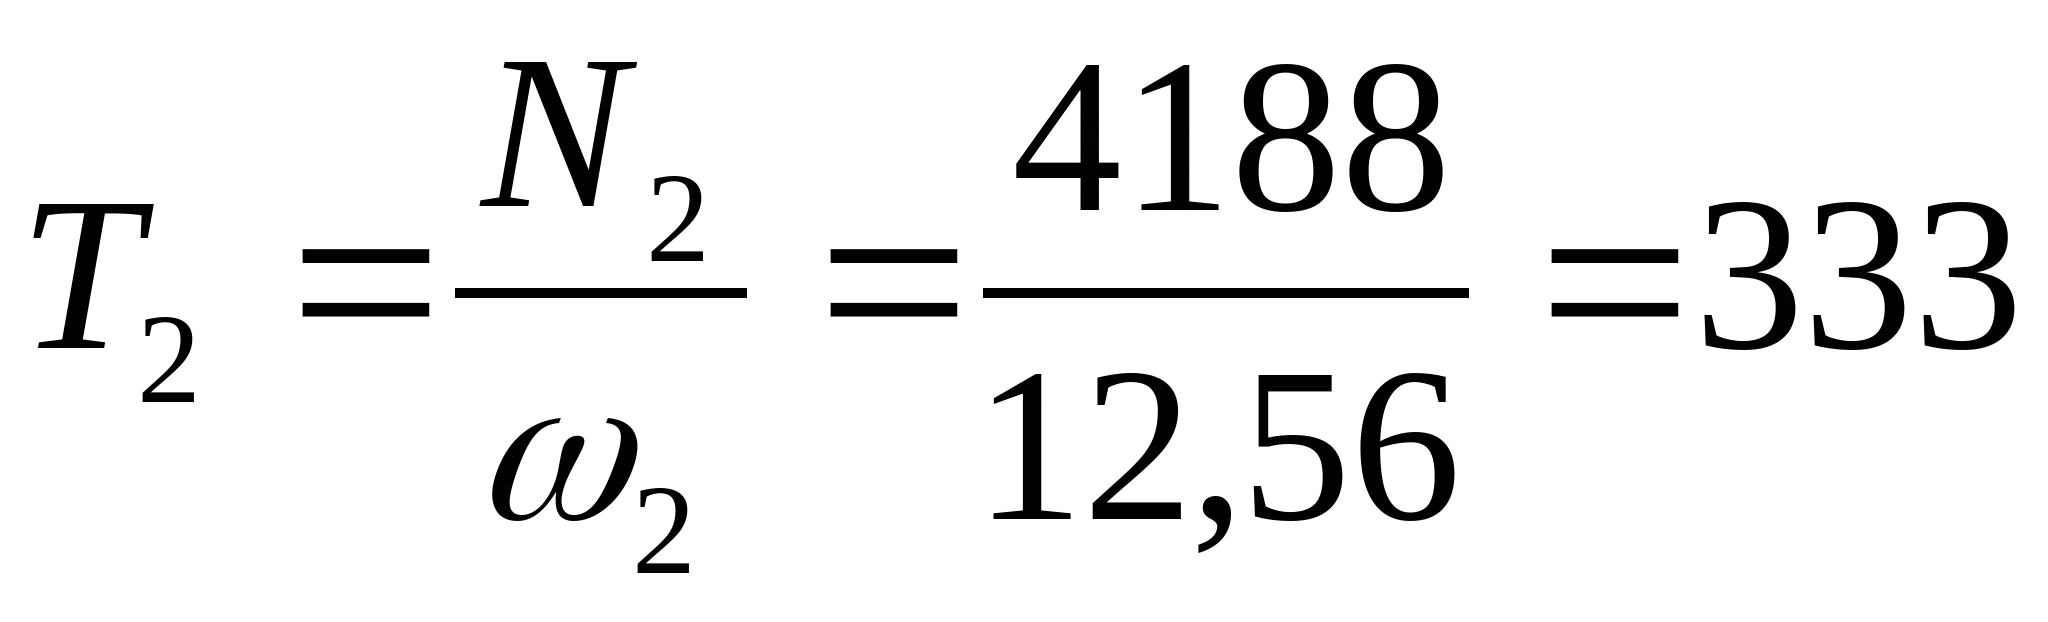 T₂ = N₂/ω₂ = 4188/12,56 = 333